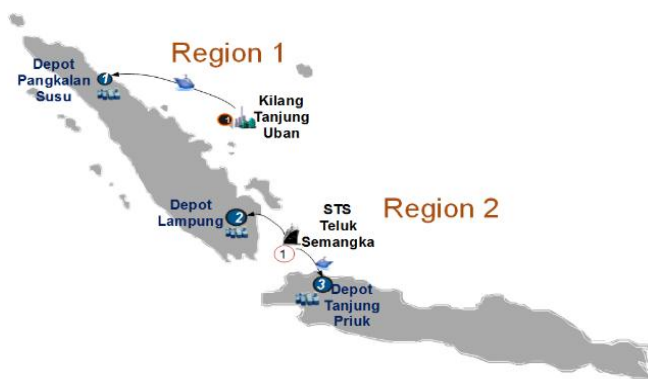 Region 1
Depot
Pangkalan
Susu
1
Kilang
Tanjung
Uban
1
Depot
Lampung
2
STS
Teluk
Semangka
1
Region 2
3
Depot
Tanjung
Priuk